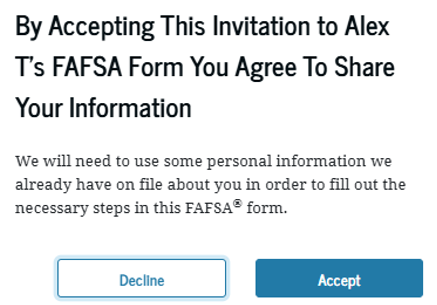 By Accepting This Invitation to Alex
T's FAFSA Form You Agree To Share
Your Information
We will need to use some personal information we
already have on file about you in order to fill out the
necessary steps in this FAFSA® form.
Decline
Accept